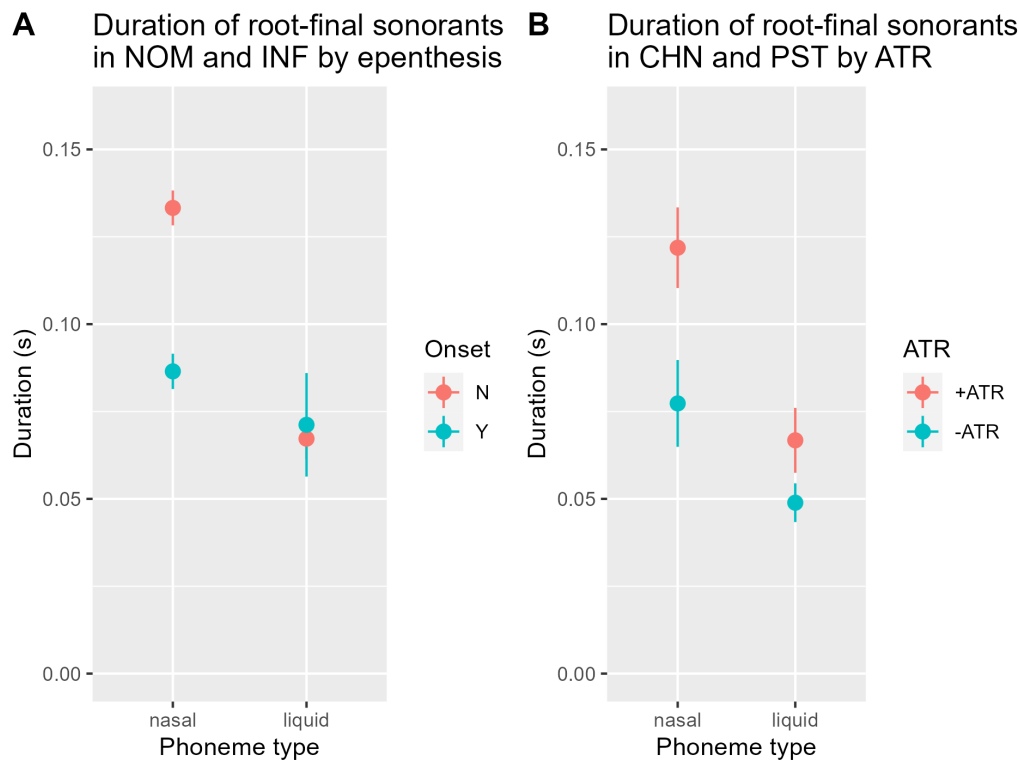 A
Duration of root-final sonorants
in NOM and INF by epenthesis
0.15
0.10
0.05
0.00
Duration (s)
nasal
liquid
Phoneme type
Onset
N
Y
B
Duration of root-final sonorants
in CHN and PST by ATR
0.15
0.10
0.05
0.00
Duration (s)
nasal
liquid
Phoneme type
ATR
+ATR
-ATR